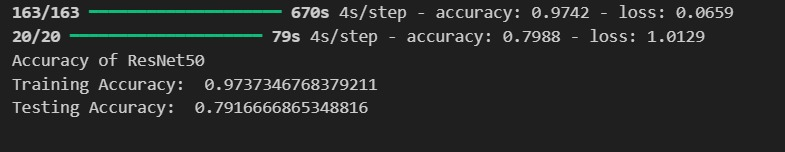 163/163 ━━━━━━━━━━━━━━━━━━━━ 670s 4s/step - accuracy: 0.9742 - loss: 0.0659
20/20 ━━━━━━━━━━━━━━━━━━━━ 79s 4s/step - accuracy: 0.7988 - loss: 1.0129
Accuracy of ResNet50
Training Accuracy:  0.9737346768379211
Testing Accuracy:  0.7916666865348816